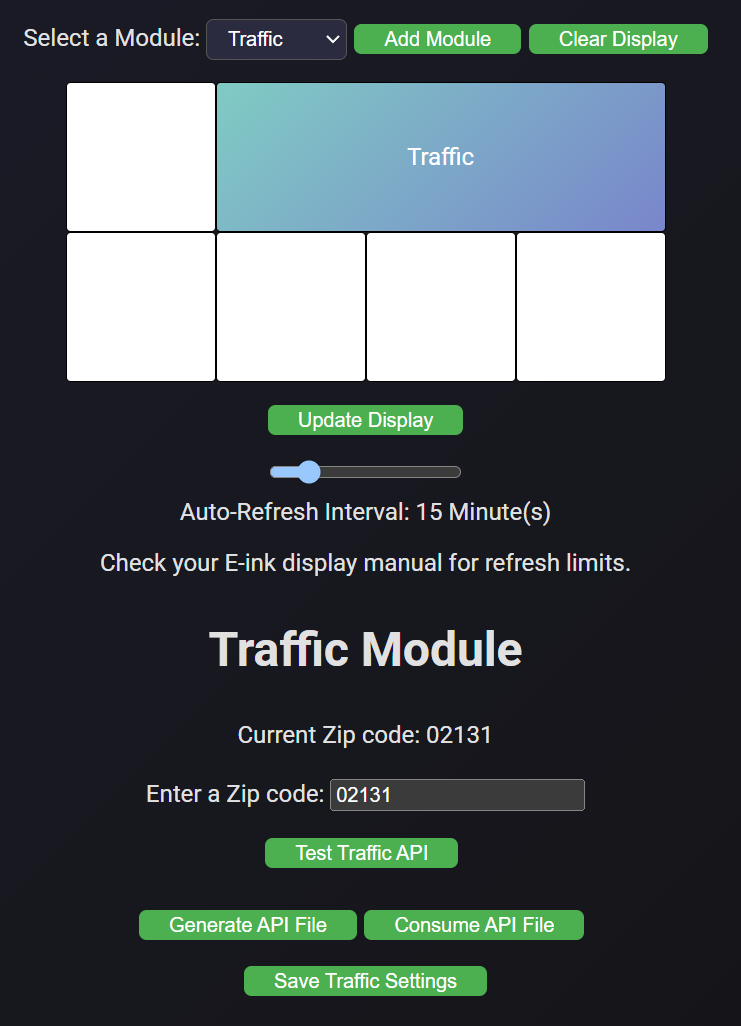 Select a Module: Traffic Add Module Clear Display
Traffic
Update Display
Auto-Refresh Interval: 15 Minute(s)
Check your E-ink display manual for refresh limits.
Traffic Module
Current Zip code: 02131
Enter a Zip code: 02131
Test Traffic API
Generate API File Consume API File
Save Traffic Settings